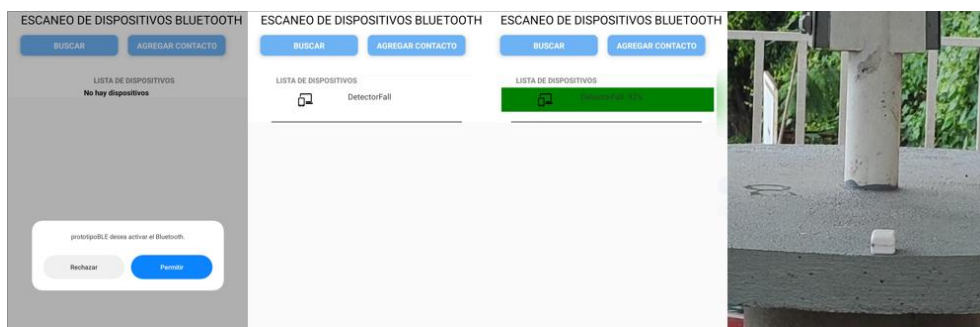 ESCANEO DE DISPOSITIVOS BLUETOOTH
BUSCAR
AGREGAR CONTACTO
LISTA DE DISPOSITIVOS
No hay dispositivos
prototipoBLE desea activar el Bluetooth.
Rechazar
Permitir
ESCANEO DE DISPOSITIVOS BLUETOOTH
BUSCAR
AGREGAR CONTACTO
LISTA DE DISPOSITIVOS
DetectorFall
ESCANEO DE DISPOSITIVOS BLUETOOTH
BUSCAR
AGREGAR CONTACTO
LISTA DE DISPOSITIVOS
DetectorFall